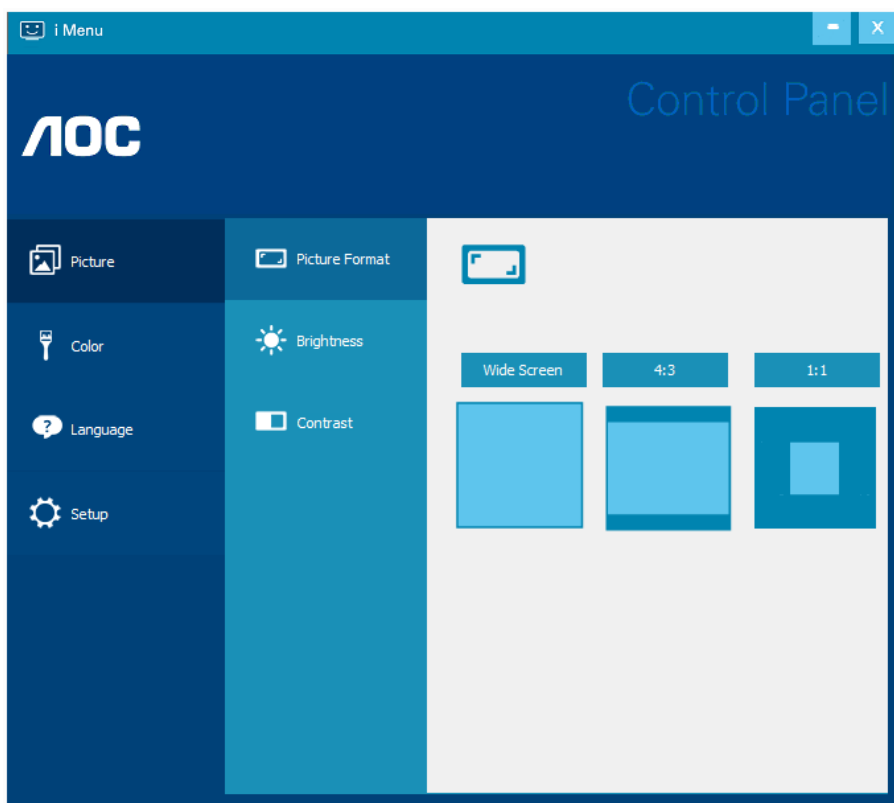 i Menu
X
Control Panel
AOC
Picture
Color
Language
Setup
Picture Format
Brightness
Contrast
Wide Screen
4:3
1:1